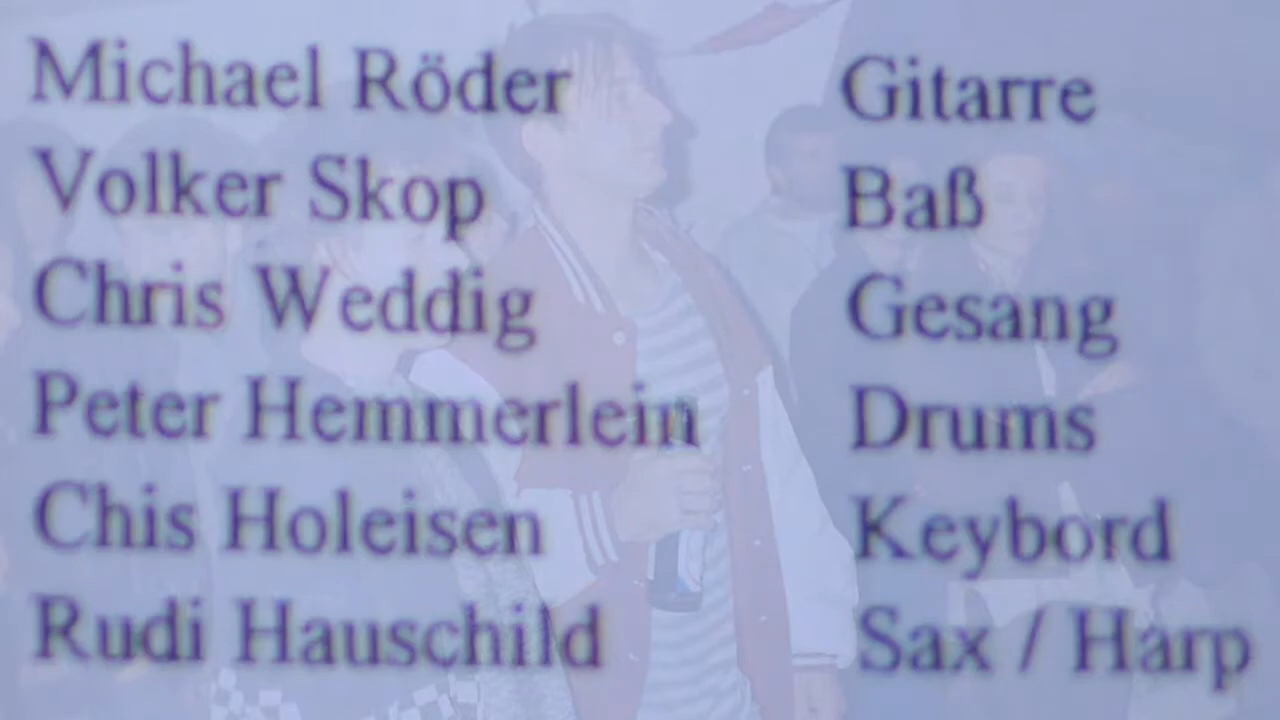 Michael Röder Gitarre
Volker Skop Baß
Chris Weddig Gesang
Peter Hemmerlein Drums
Chis Holeisen Keybord
Rudi Hauschild Sax / Harp